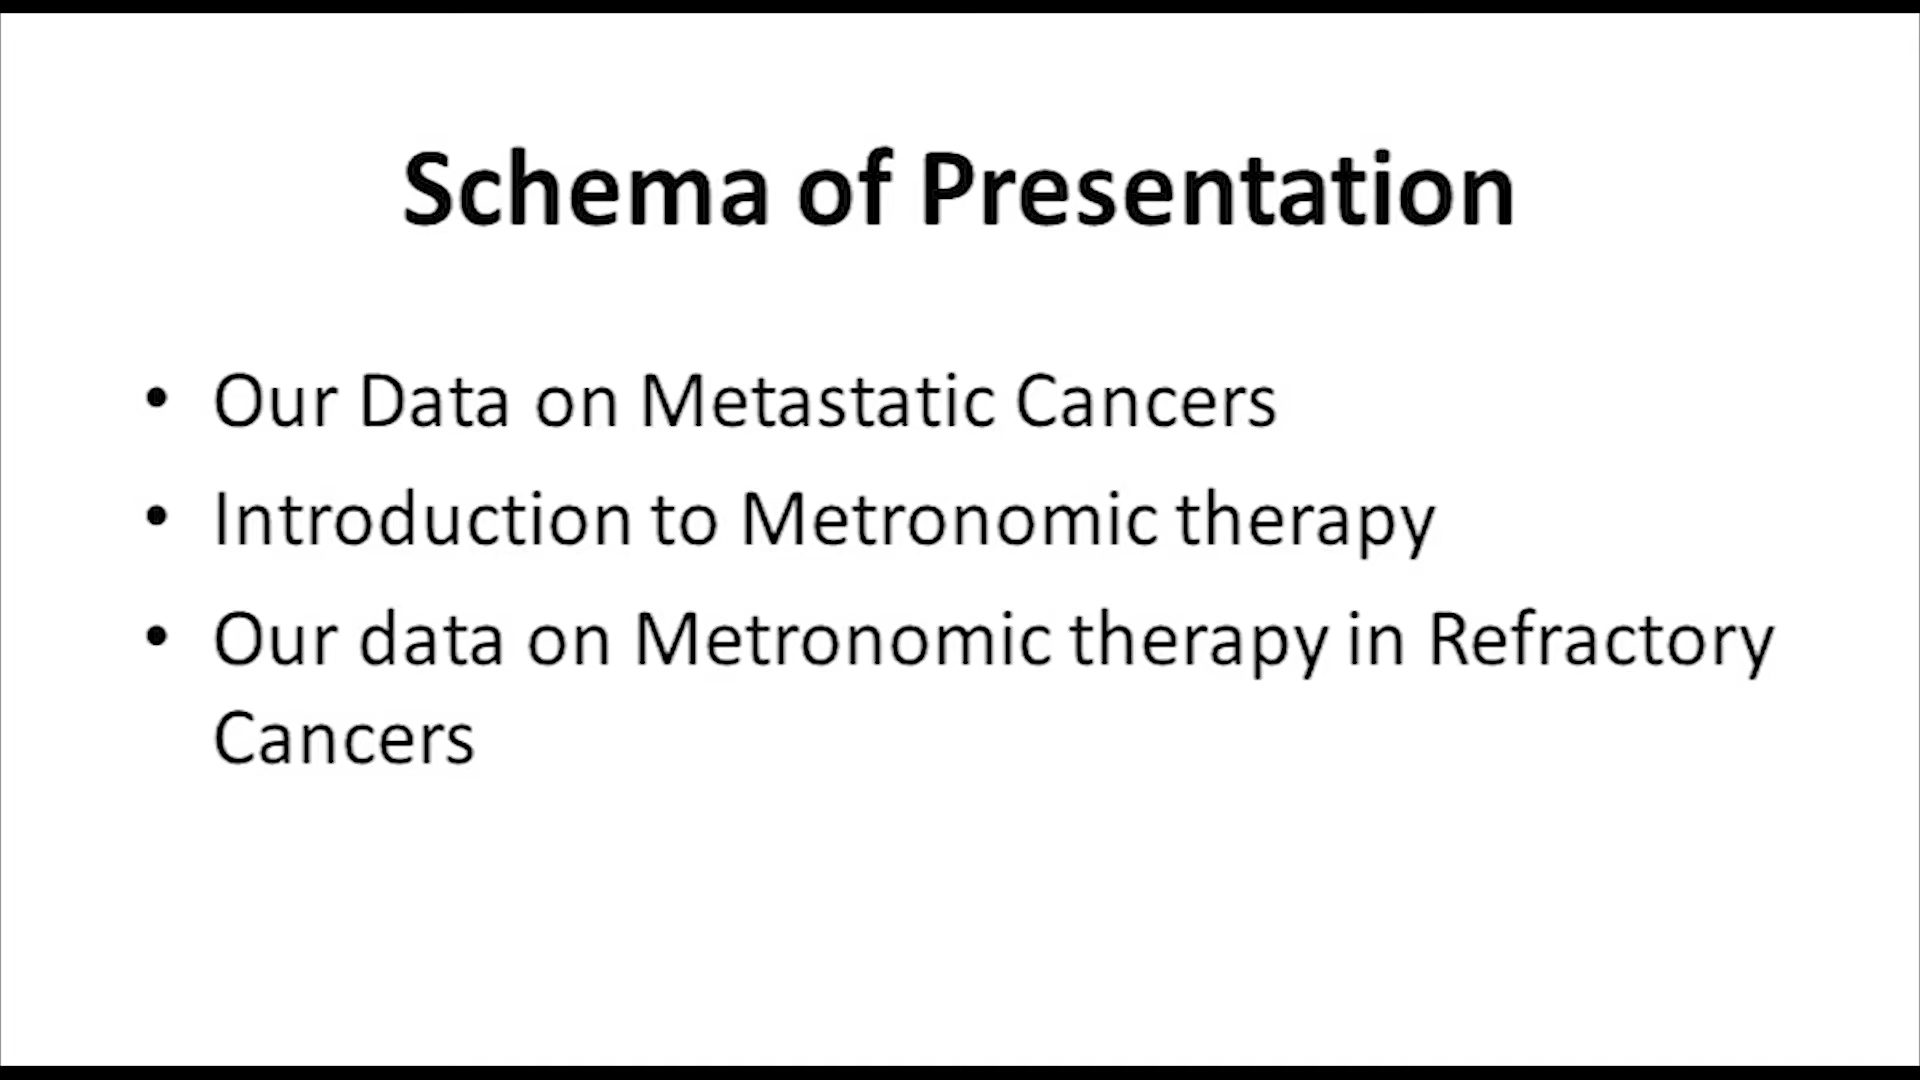 Schema of Presentation
• Our Data on Metastatic Cancers
• Introduction to Metronomic therapy
• Our data on Metronomic therapy in Refractory
Cancers